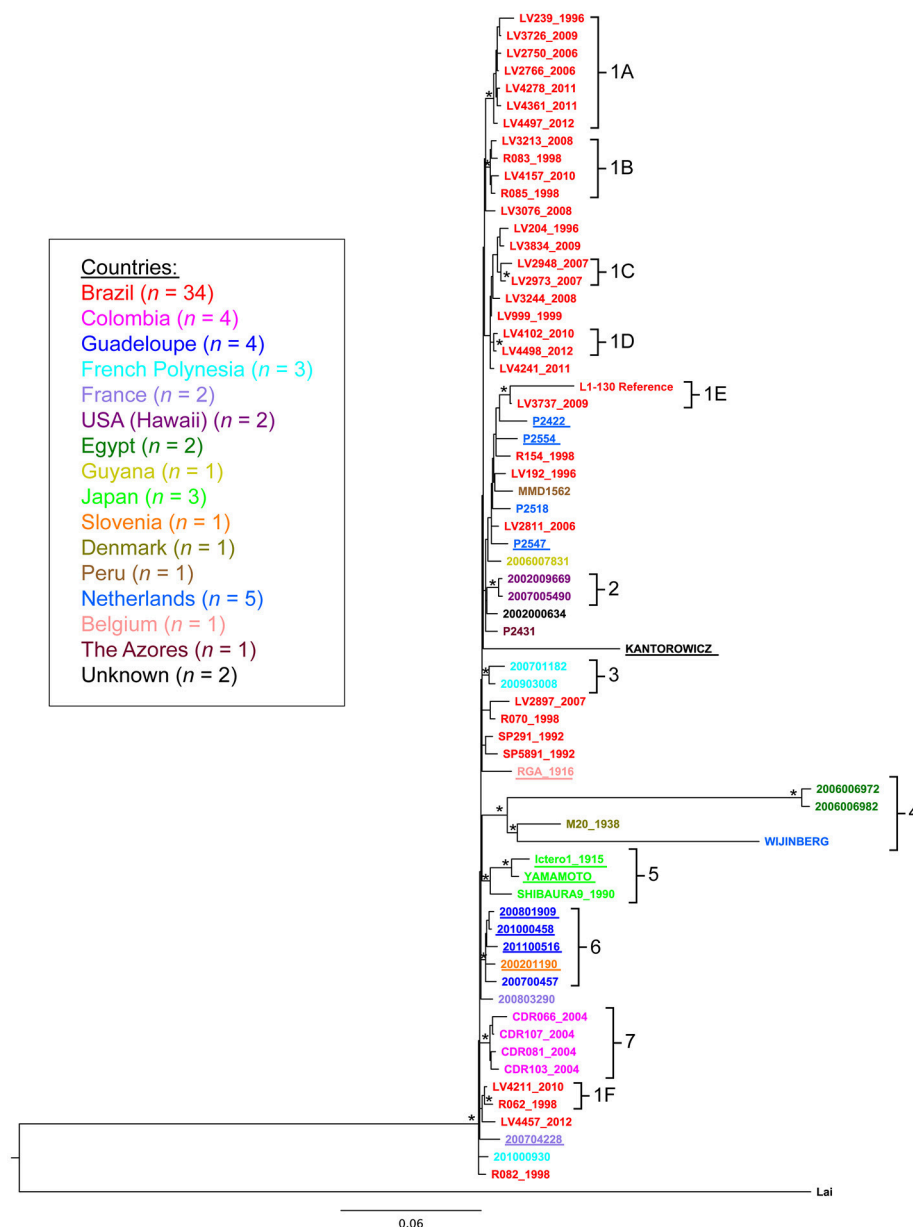 LV239_1996
LV3726_2009
LV2750_2006
LV2766_2006
1A
LV4278_2011
LV4361_2011
*
LV4497_2012
LV3213_2008
R083_1998
*
1B
LV4157_2010
R085_1998
LV3076_2008
LV204_1996
LV3834_2009
LV2948_2007
1C
*
LV2973_2007
LV3244_2008
LV999_1999
LV4102_2010
*
1D
LV4498_2012
LV4241_2011
*
L1-130 Reference
1E
LV3737_2009
P2422
P2554
R154_1998
LV192_1996
MMD1562
P2518
LV2811_2006
P2547
2006007831
*
2002009669
2
2007005490
2002000634
P2431
KANTOROWICZ
*
200701182
3
200903008
LV2897_2007
R070_1998
SP291_1992
SP5891_1992
RGA_1916
*
*
2006006972
2006006982
4
*
M20_1938
WIJINBERG
*
Ictero1_1915
*
YAMAMOTO
5
SHIBAURA9_1990
200801909
201000458
201100516
6
*
200201190
200700457
200803290
CDR066_2004
CDR107_2004
7
CDR081_2004
CDR103_2004
LV4211_2010
*
1F
R062_1998
*
LV4457_2012
200704228
201000930
R082_1998
Lai
0.06
Countries:
Brazil (n = 34)
Colombia (n = 4)
Guadeloupe (n = 4)
French Polynesia (n = 3)
France (n = 2)
USA (Hawaii) (n = 2)
Egypt (n = 2)
Guyana (n = 1)
Japan (n = 3)
Slovenia (n = 1)
Denmark (n = 1)
Peru (n = 1)
Netherlands (n = 5)
Belgium (n = 1)
The Azores (n = 1)
Unknown (n = 2)